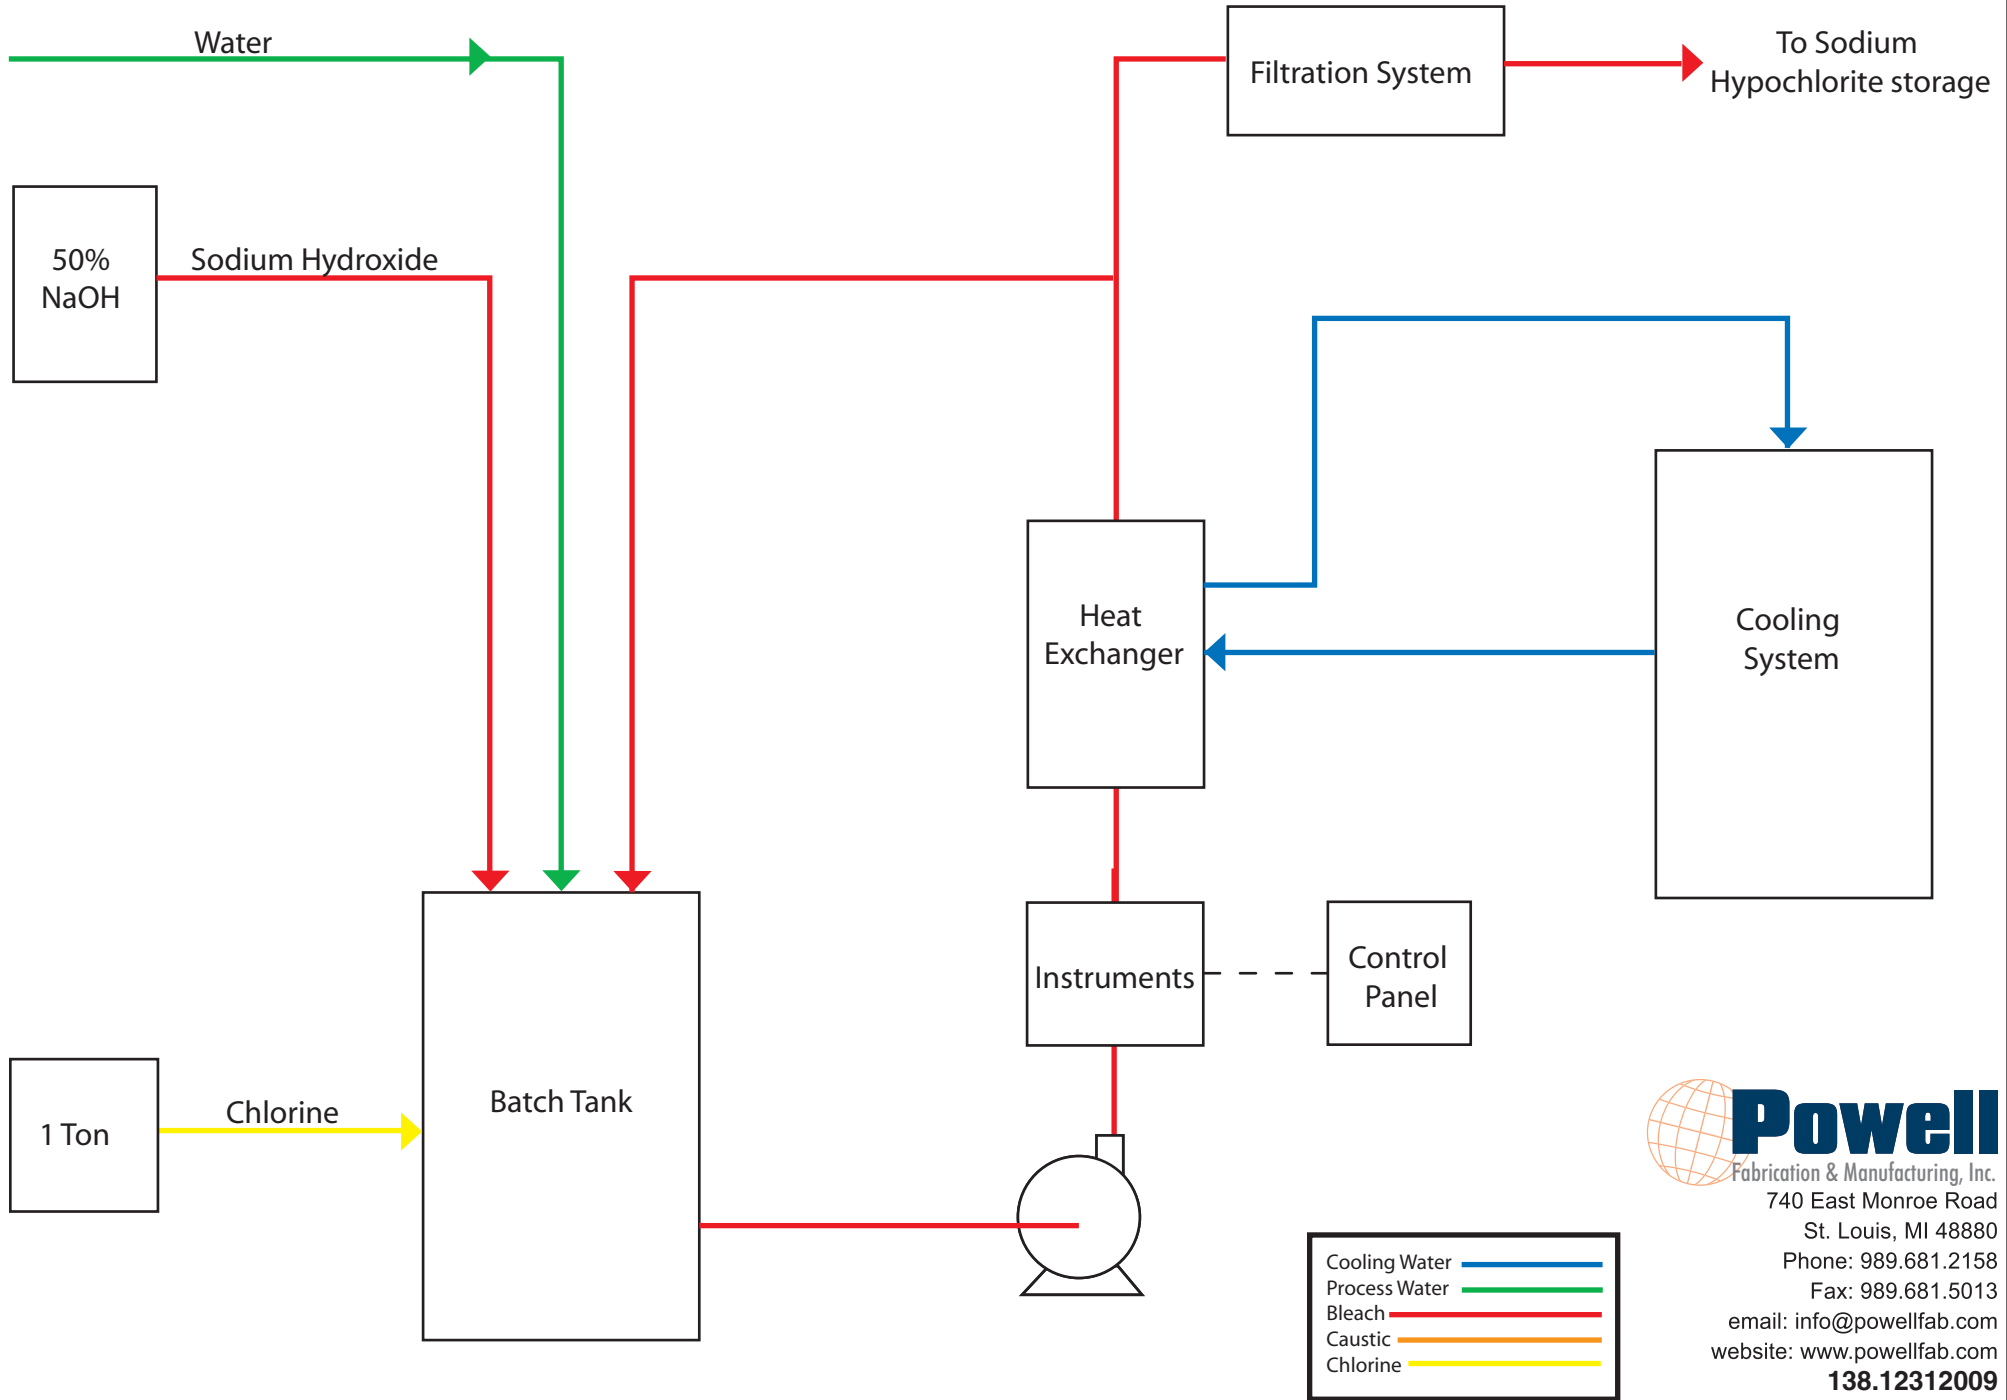 Water
Filtration System
To Sodium
Hypochlorite storage
50%
NaOH
Sodium Hydroxide
Heat
Exchanger
Cooling
System
Instruments
Control
Panel
1 Ton
Chlorine
Batch Tank
Cooling Water
Process Water
Bleach
Caustic
Chlorine
Powell
Fabrication & Manufacturing, Inc.
740 East Monroe Road
St. Louis, MI 48880
Phone: 989.681.2158
Fax: 989.681.5013
email: info@powellfab.com
website: www.powellfab.com
138.12312009